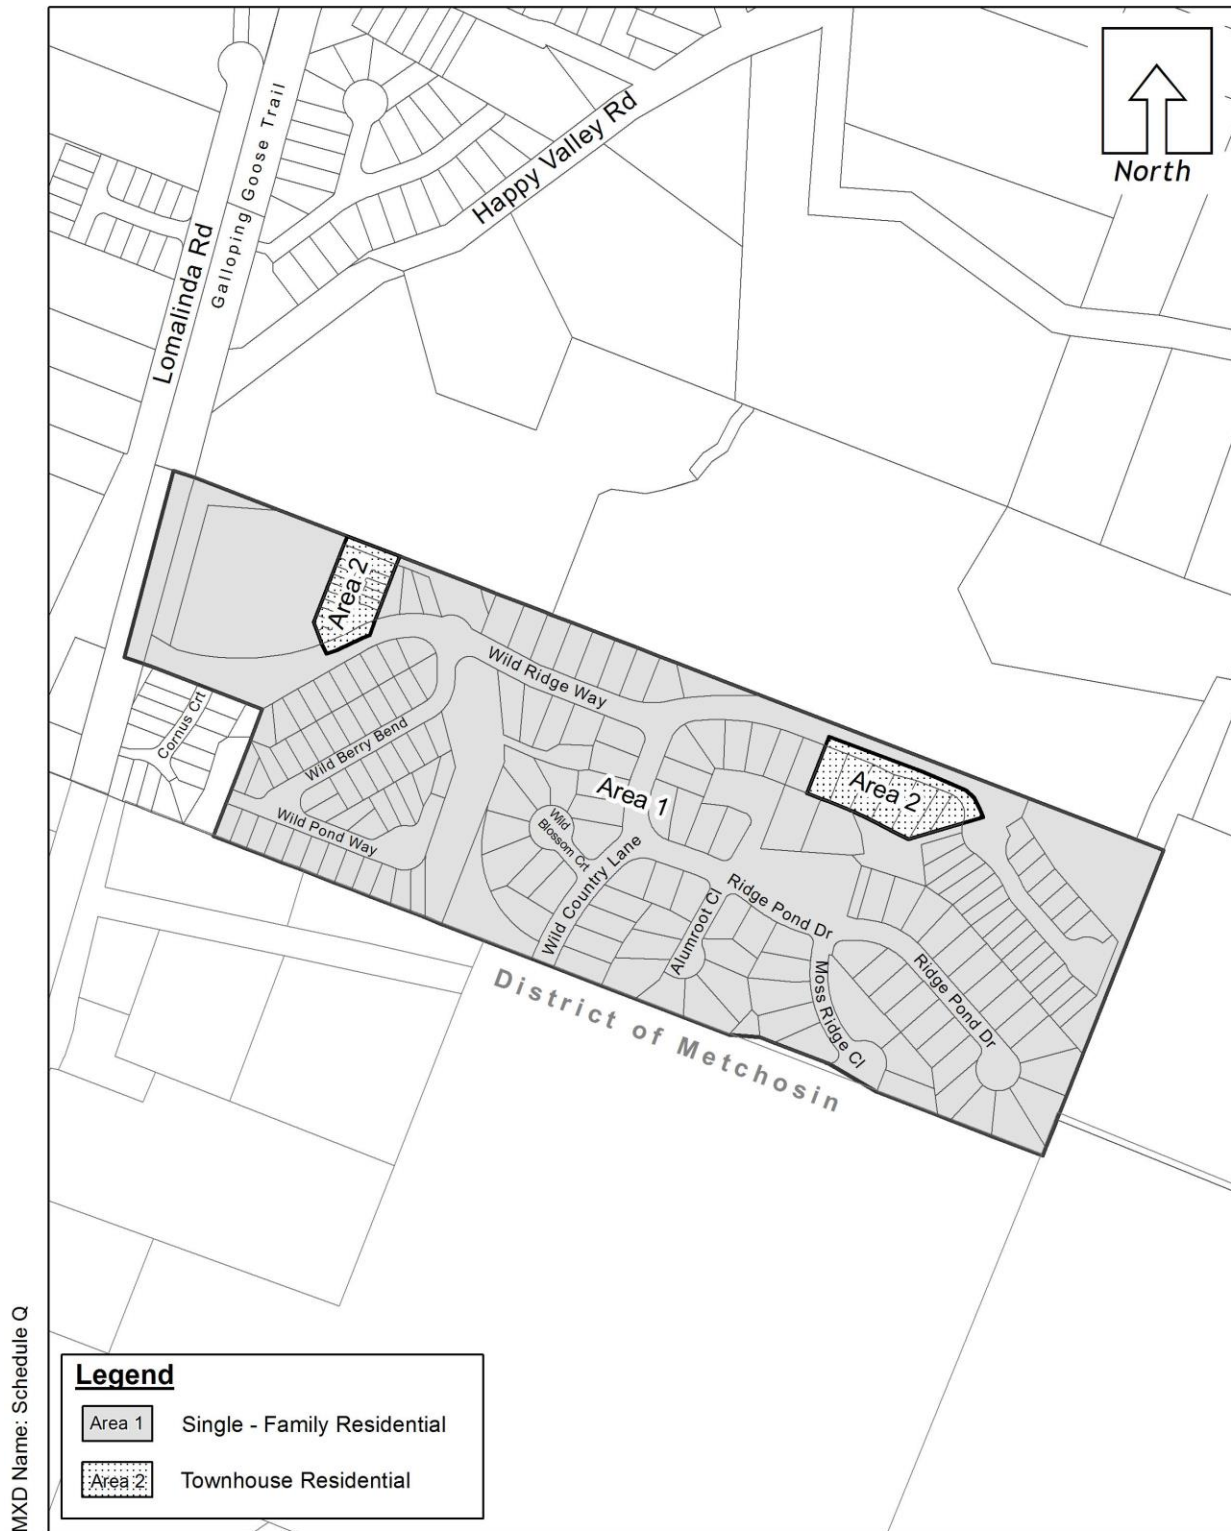 North
Happy Valley Rd
Galloping Goose Trail
Lomalinda Rd
Area 2
Wild Ridge Way
Cornus Crt
Wild Berry Bend
Area 1
Area 2
Wild Pond Way
Wild
Blossom Crt
Wild Country Lane
Alumroot Cl
Ridge Pond Dr
Moss Ridge Cl
Ridge Pond Dr
District of Metchosin
MXD Name: Schedule Q
Legend
Area 1 Single - Family Residential
Area 2 Townhouse Residential